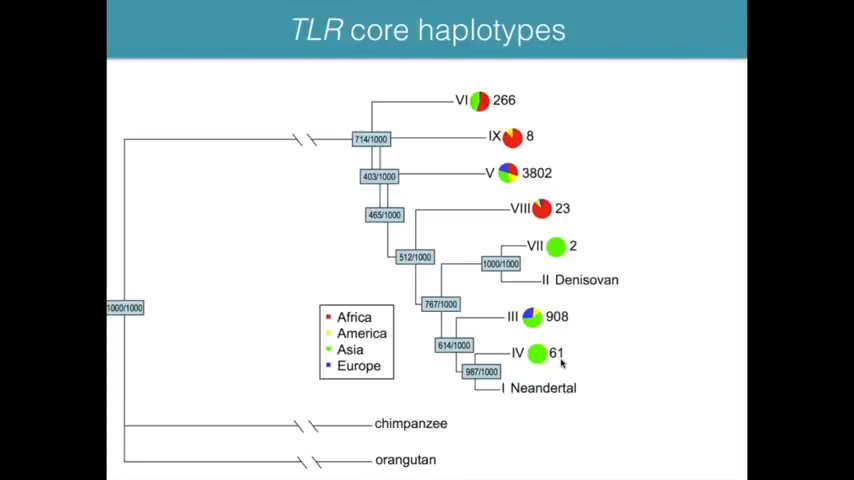 TLR core haplotypes
VI 266
714/1000
IX 8
403/1000
V 3802
465/1000
VIII 23
512/1000
VII 2
1000/1000
II Denisovan
767/1000
1000/1000
Africa
America
Asia
Europe
III 908
614/1000
IV 61
987/1000
I Neandertal
chimpanzee
orangutan